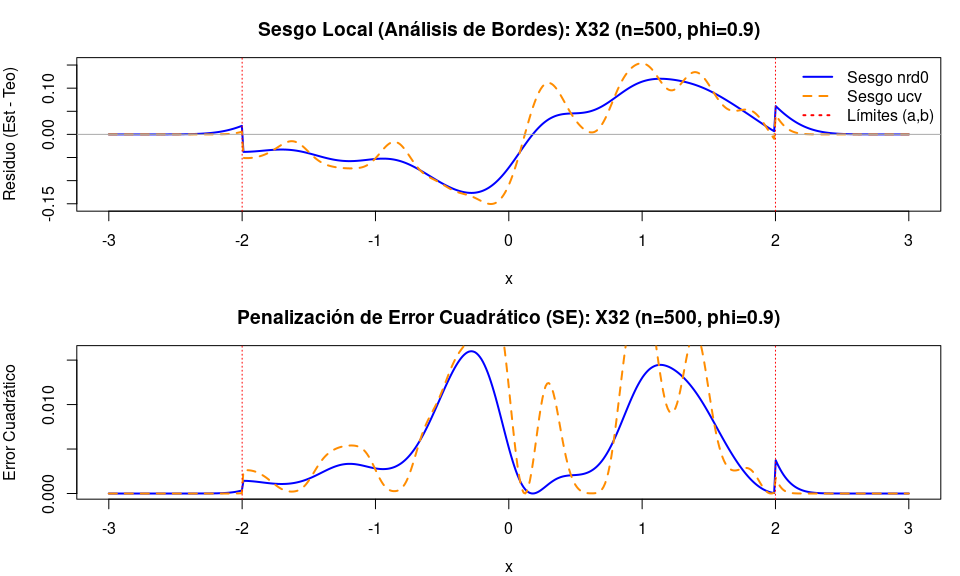 Sesgo Local (Análisis de Bordes): X32 (n=500, phi=0.9)
Residuo (Est - Teo)
0.10
0.00
-0.15
Sesgo nrd0
Sesgo ucv
Límites (a,b)
-3 -2 -1 0 1 2 3
x
Penalización de Error Cuadrático (SE): X32 (n=500, phi=0.9)
Error Cuadrático
0.010
0.000
-3 -2 -1 0 1 2 3
x